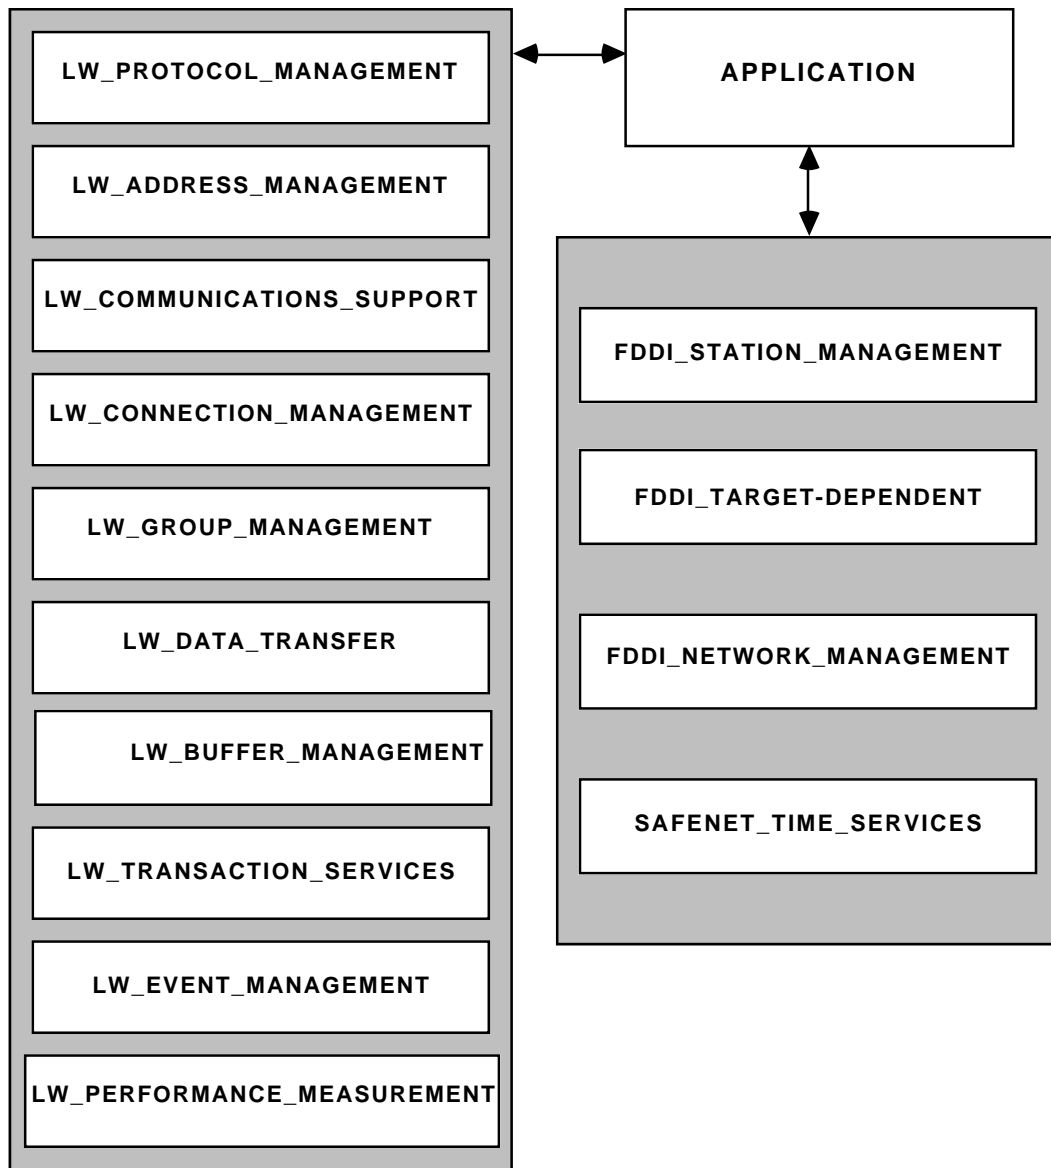 LW_PROTOCOL_MANAGEMENT
LW_ADDRESS_MANAGEMENT
LW_COMMUNICATIONS_SUPPORT
LW_CONNECTION_MANAGEMENT
LW_GROUP_MANAGEMENT
LW_DATA_TRANSFER
LW_BUFFER_MANAGEMENT
LW_TRANSACTION_SERVICES
LW_EVENT_MANAGEMENT
LW_PERFORMANCE_MEASUREMENT
APPLICATION
FDDI_STATION_MANAGEMENT
FDDI_TARGET-DEPENDENT
FDDI_NETWORK_MANAGEMENT
SAFENET_TIME_SERVICES